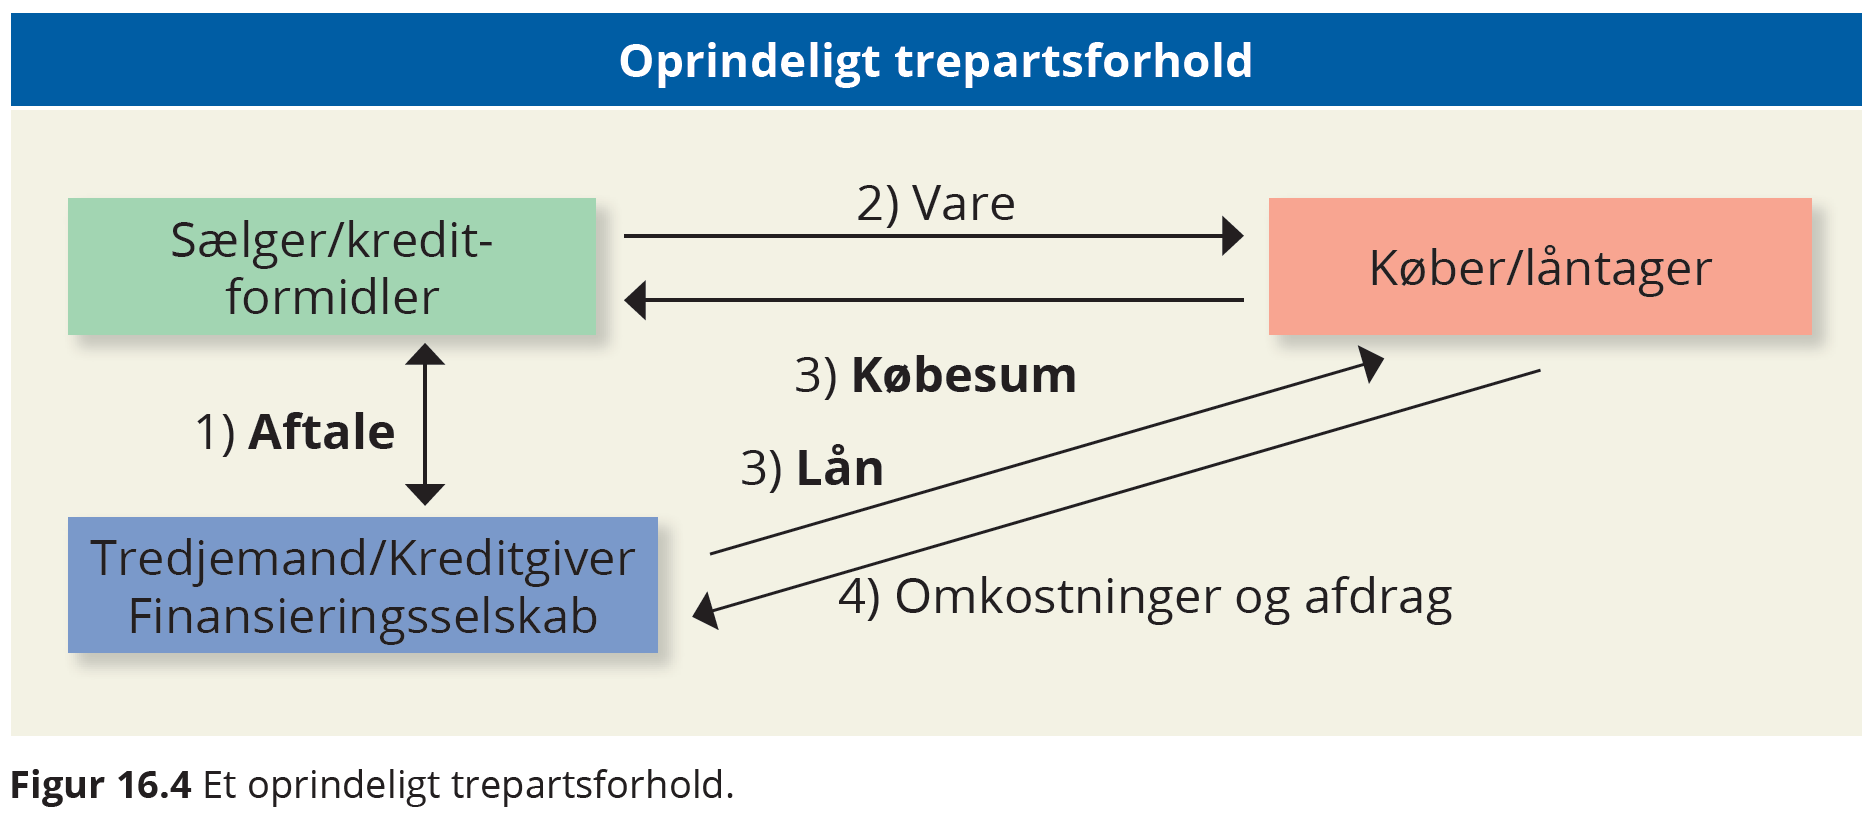 Oprindeligt trepartsforhold
2) Vare
Sælger/kredit-
formidler
Køber/låntager
3) Købesum
1) Aftale
3) Lån
Tredjemand/Kreditgiver
Finansieringsselskab
4) Omkostninger og afdrag
Figur 16.4 Et oprindeligt trepartsforhold.